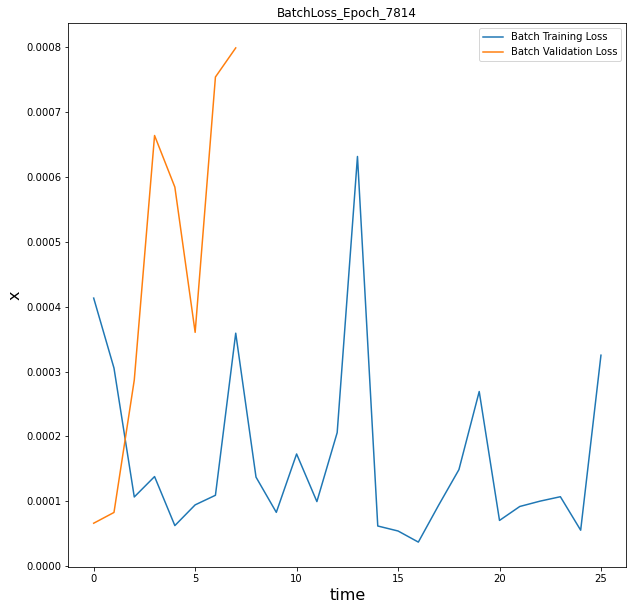 BatchLoss_Epoch_7814
Batch Training Loss
Batch Validation Loss
0.0008
0.0007
0.0006
0.0005
0.0004
0.0003
0.0002
0.0001
0.0000
x
0 5 10 15 20 25
time